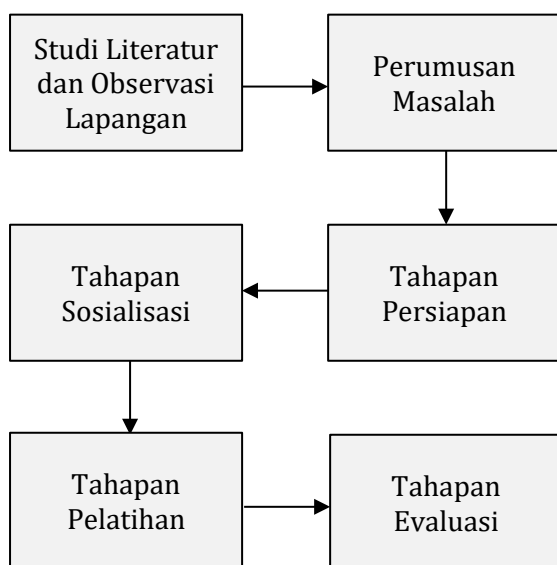 Studi Literatur
dan Observasi
Lapangan
Perumusan
Masalah
Tahapan
Persiapan
Tahapan
Sosialisasi
Tahapan
Pelatihan
Tahapan
Evaluasi